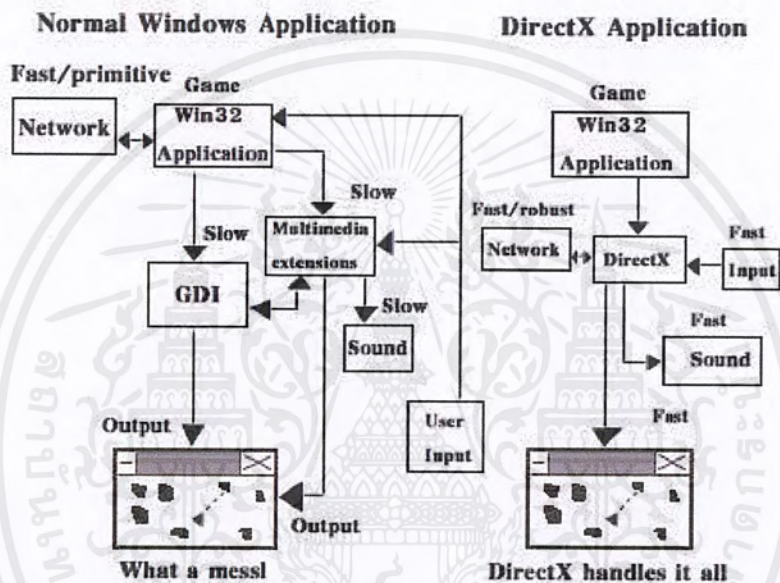 Normal Windows Application
DirectX Application
Fast/primitive
Game
Network
Win32
Application
Slow
Slow
Multimedia
extensions
GDI
Slow
Sound
User
Input
Output
Output
What a mess!
Game
Win32
Application
Fast/robust
Network
DirectX
Fast
Input
Fast
Sound
Fast
DirectX handles it all